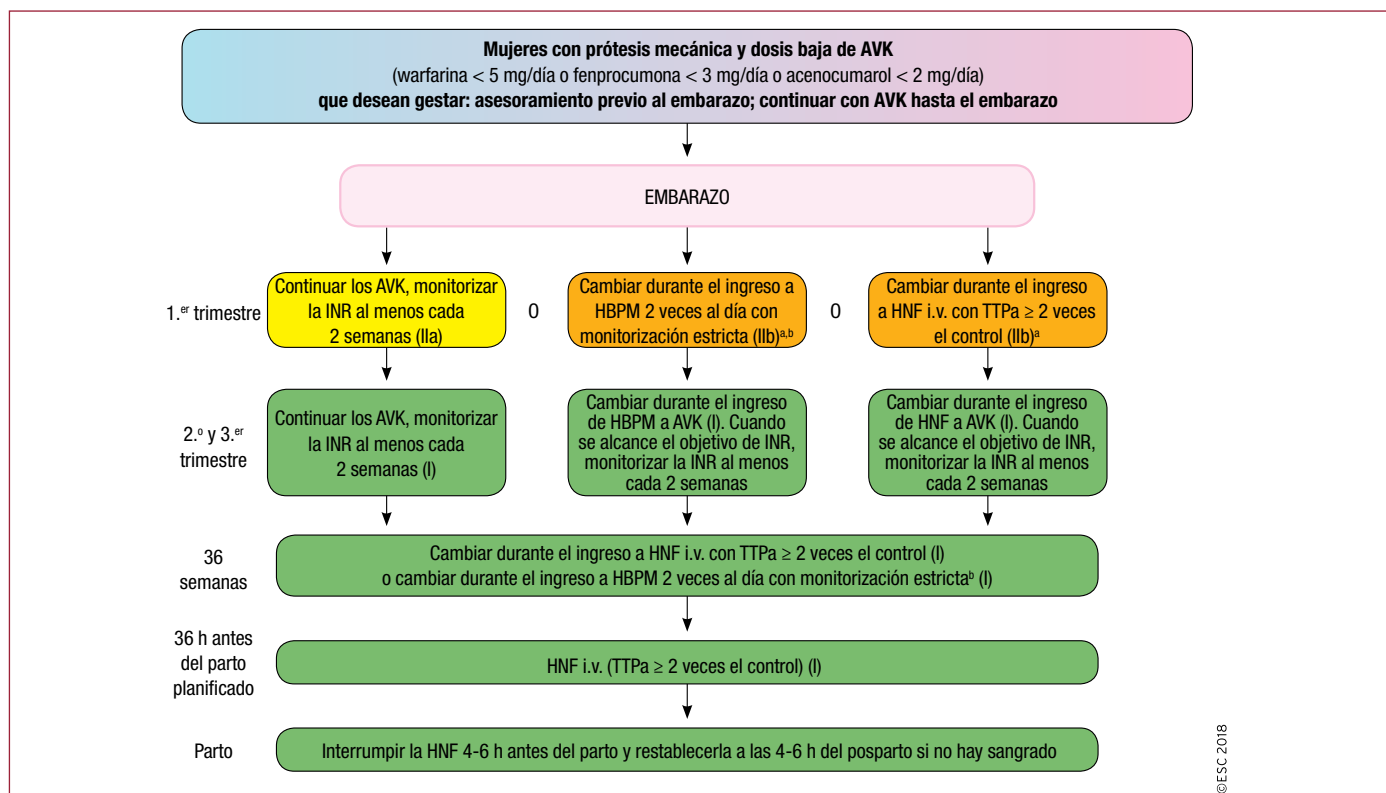 Mujeres con prótesis mecánica y dosis baja de AVK
(warfarina < 5 mg/día o fenprocumona < 3 mg/día o acenocumarol < 2 mg/día)
que desean gestar: asesoramiento previo al embarazo; continuar con AVK hasta el embarazo
EMBARAZO
1.er trimestre
Continuar los AVK, monitorizar
la INR al menos cada
2 semanas (IIa)
O
Cambiar durante el ingreso a
HBPM 2 veces al día con
monitorización estricta (IIb)a,b
O
Cambiar durante el ingreso
a HNF i.v. con TTPa ≥ 2 veces
el control (IIb)a
2.o y 3.er
trimestre
Continuar los AVK, monitorizar
la INR al menos cada
2 semanas (I)
Cambiar durante el ingreso
de HBPM a AVK (I). Cuando
se alcance el objetivo de INR,
monitorizar la INR al menos
cada 2 semanas
Cambiar durante el ingreso
de HNF a AVK (I). Cuando
se alcance el objetivo de INR,
monitorizar la INR al menos
cada 2 semanas
36
semanas
Cambiar durante el ingreso a HNF i.v. con TTPa ≥ 2 veces el control (I)
o cambiar durante el ingreso a HBPM 2 veces al día con monitorización estrictab (I)
36 h antes
del parto
planificado
HNF i.v. (TTPa ≥ 2 veces el control) (I)
Parto
Interrumpir la HNF 4-6 h antes del parto y restablecerla a las 4-6 h del posparto si no hay sangrado
©ESC 2018